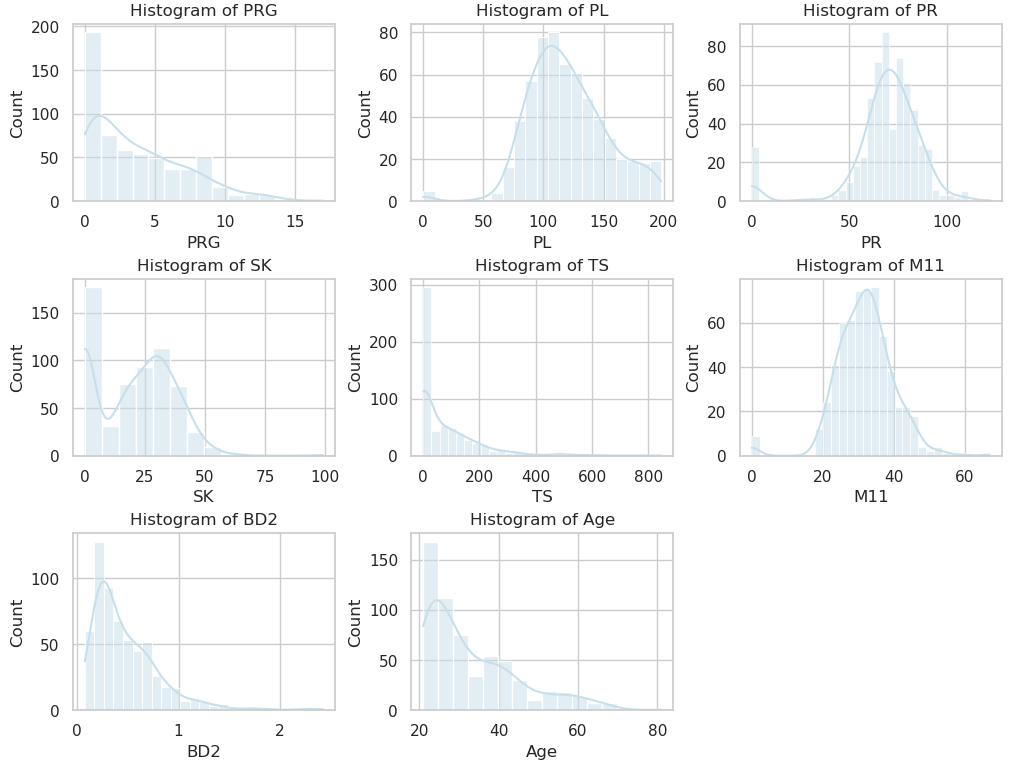 Histogram of PRG
200
150
100
50
0
Count
0 5 10 15
PRG
Histogram of PL
80
60
40
20
0
Count
0 50 100 150 200
PL
Histogram of PR
80
60
40
20
0
Count
0 50 100
PR
Histogram of SK
150
100
50
0
Count
0 25 50 75 100
SK
Histogram of TS
300
200
100
0
Count
0 200 400 600 800
TS
Histogram of M11
60
40
20
0
Count
0 20 40 60
M11
Histogram of BD2
100
50
0
Count
0 1 2
BD2
Histogram of Age
150
100
50
0
Count
20 40 60 80
Age